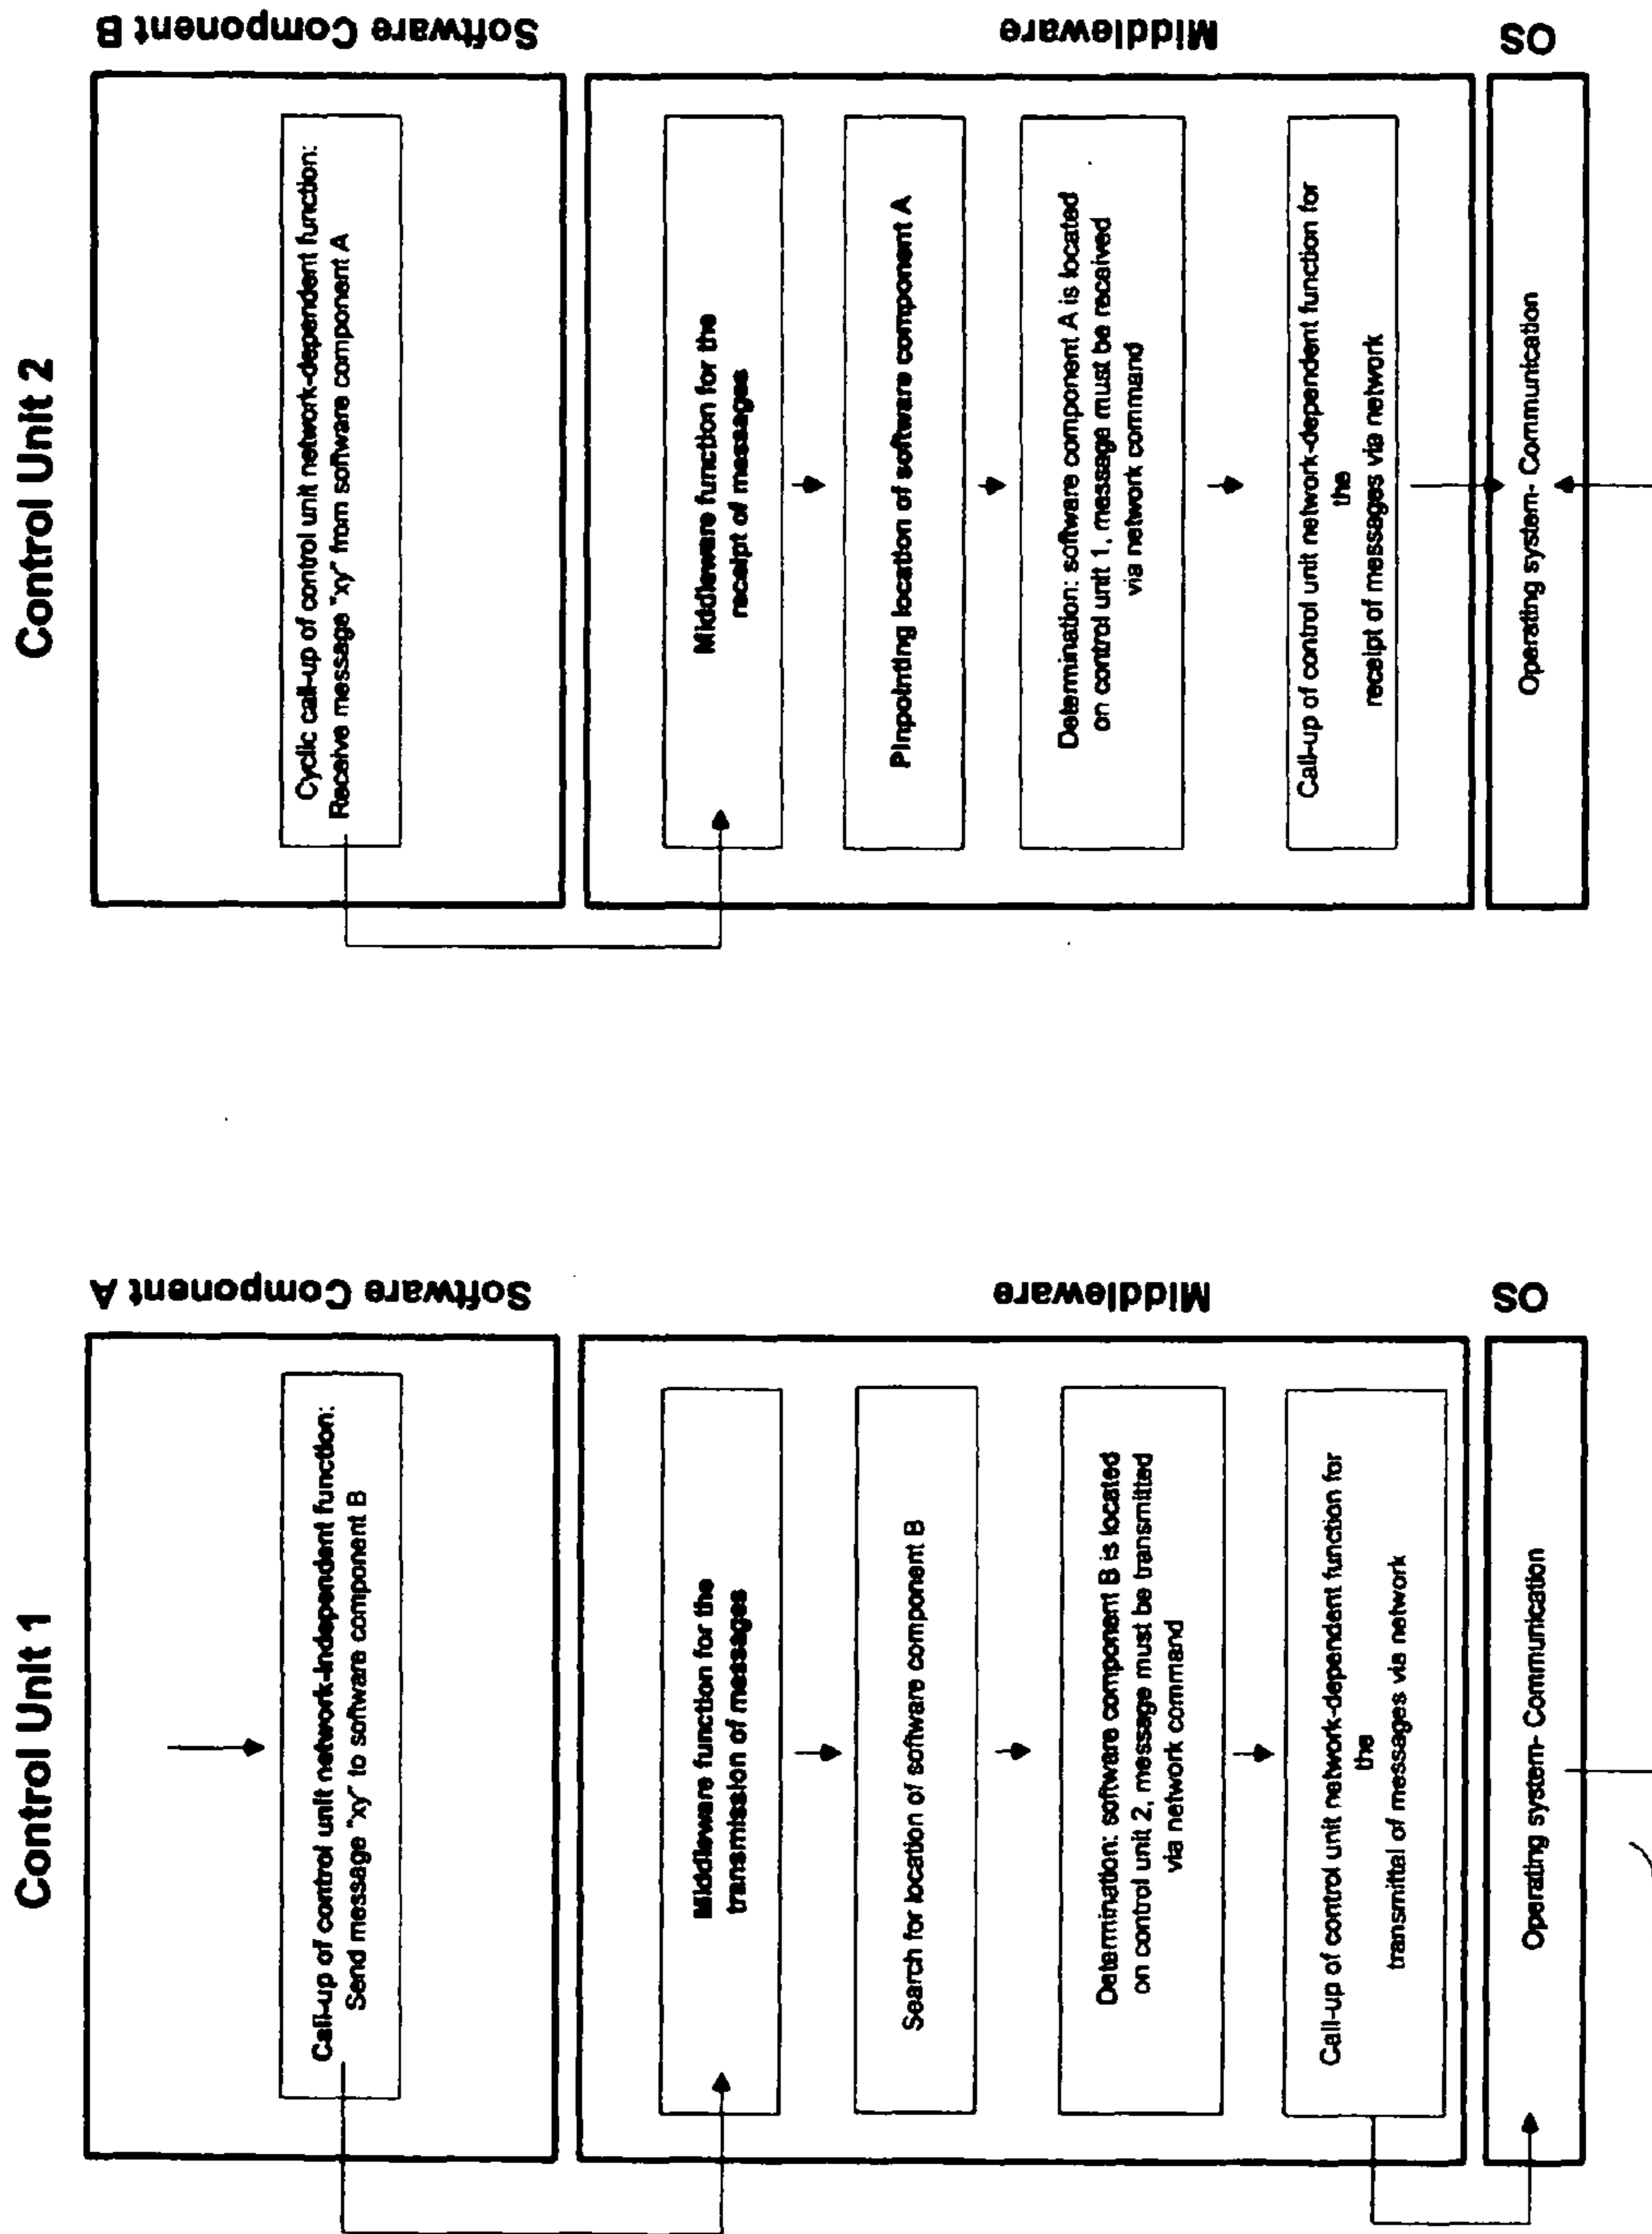 Control Unit 1
Software Component A
Call-up of control unit network-independent function:
Send message "xy" to software component B
Middleware
Middleware function for the
transmission of messages
Search for location of software component B
Determination: software component B is located
on control unit 2, message must be transmitted
via network command
Call-up of control unit network-dependent function for
the
transmittal of messages via network
OS
Operating system- Communication
Control Unit 2
Software Component B
Cyclic call-up of control unit network-dependent function:
Receive message "xy" from software component A
Middleware
Middleware function for the
receipt of messages
Pinpointing location of software component A
Determination: software component A is located
on control unit 1, message must be received
via network command
Call-up of control unit network-dependent function for
the
receipt of messages via network
OS
Operating system- Communication